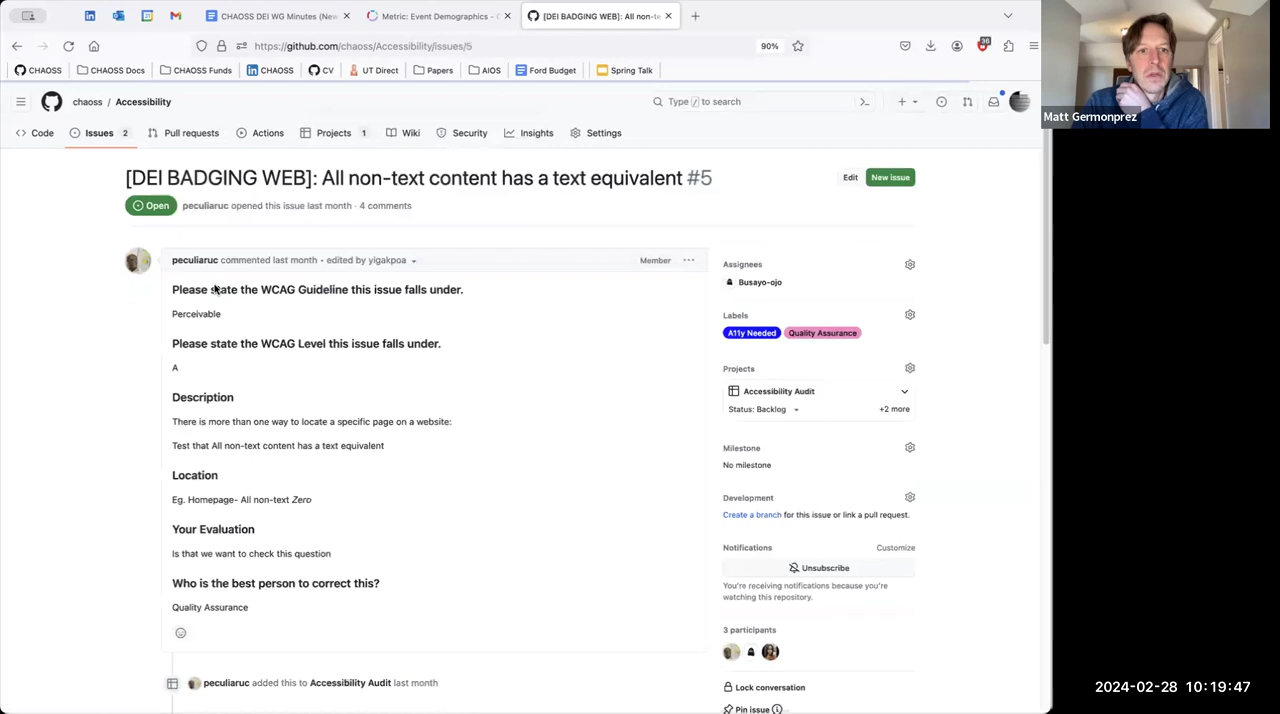 CHAOSS DEI WG Minutes (New
Metric: Event Demographics - C
[DEI BADGING WEB]: All non-te
https://github.com/chaoss/Accessibility/issues/5
90%
36
CHAOSS
CHAOSS Docs
CHAOSS Funds
CHAOSS
CV
UT Direct
Papers
AIOS
Ford Budget
Spring Talk
chaoss / Accessibility
Type / to search
Code
Issues 2
Pull requests
Actions
Projects 1
Wiki
Security
Insights
Settings
[DEI BADGING WEB]: All non-text content has a text equivalent #5
Edit
New issue
Open
peculiaruc opened this issue last month · 4 comments
peculiaruc commented last month • edited by yigakpoa
Member
Please state the WCAG Guideline this issue falls under.
Perceivable
Please state the WCAG Level this issue falls under.
A
Description
There is more than one way to locate a specific page on a website:
Test that All non-text content has a text equivalent
Location
Eg. Homepage- All non-text Zero
Your Evaluation
Is that we want to check this question
Who is the best person to correct this?
Quality Assurance
peculiaruc added this to Accessibility Audit last month
Assignees
Busayo-ojo
Labels
A11y Needed
Quality Assurance
Projects
Accessibility Audit
Status: Backlog
+2 more
Milestone
No milestone
Development
Create a branch for this issue or link a pull request.
Notifications
Customize
Unsubscribe
You're receiving notifications because you're
watching this repository.
3 participants
Lock conversation
Pin issue
Matt Germonprez
2024-02-28 10:19:47